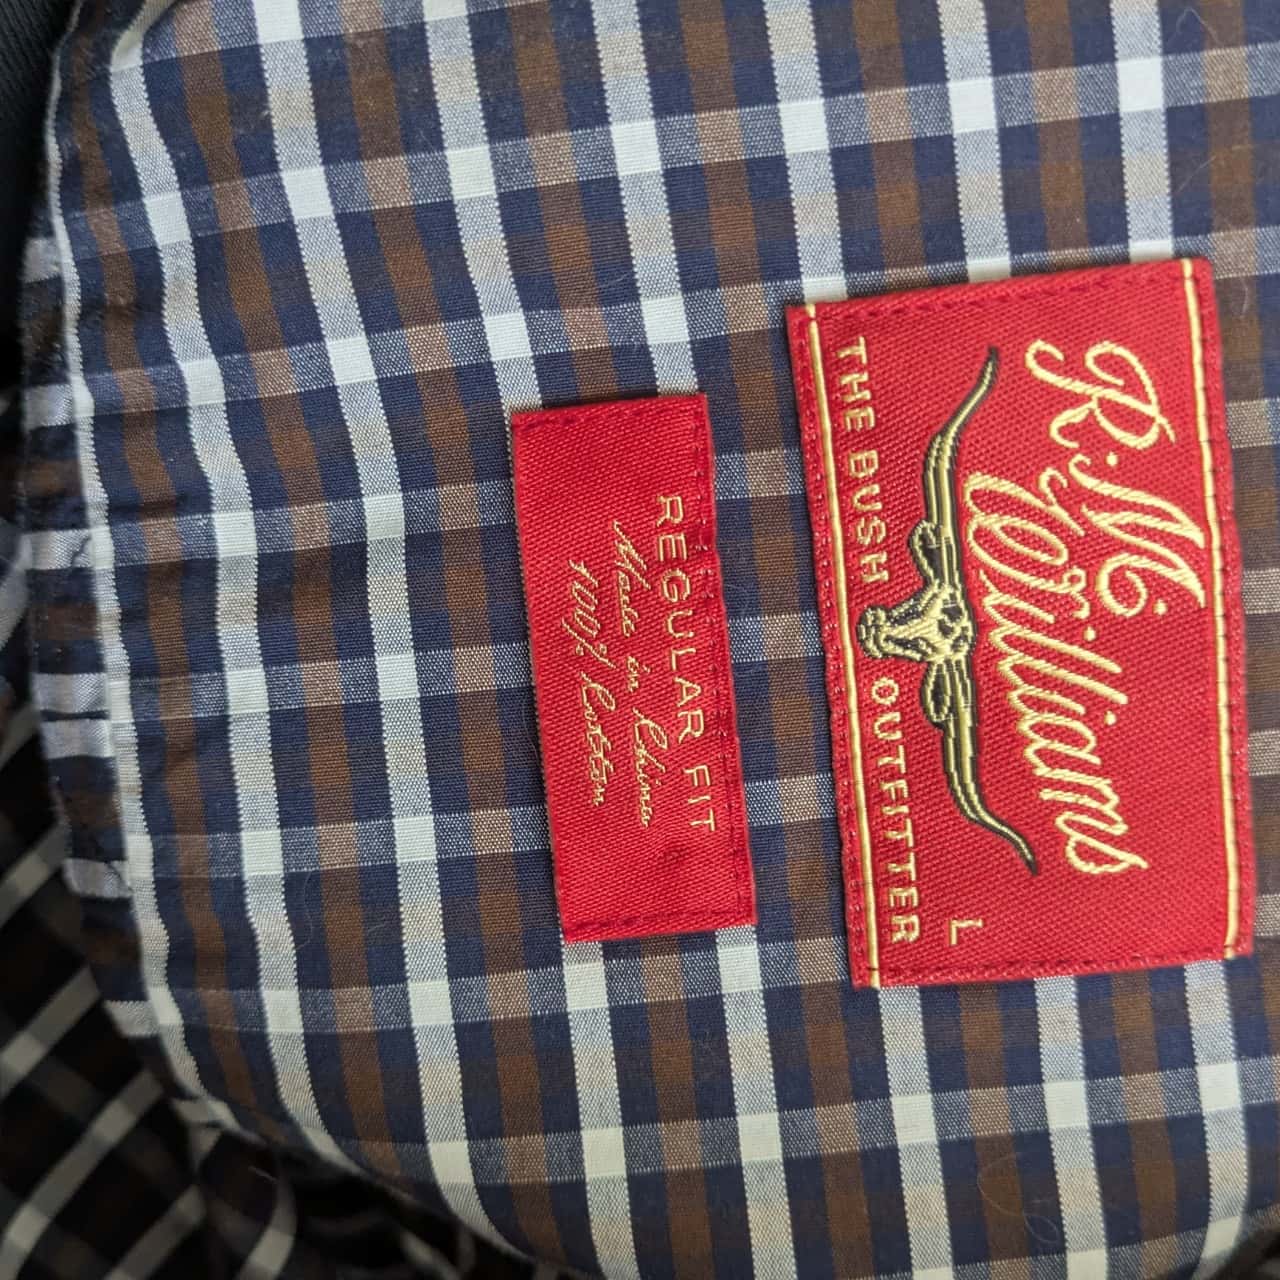 R.M.
Williams
THE BUSH OUTFITTER
L
REGULAR FIT
Made in China
100% Cotton